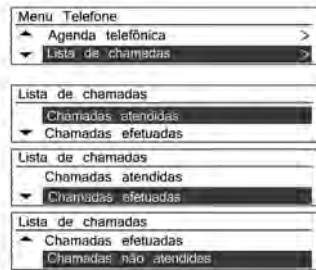 Menu Telefone
Agenda telefônica >
Lista de chamadas >
Lista de chamadas
Chamadas atendidas
Chamadas efetuadas
Lista de chamadas
Chamadas atendidas
Chamadas efetuadas
Lista de chamadas
Chamadas efetuadas
Chamadas não atendidas